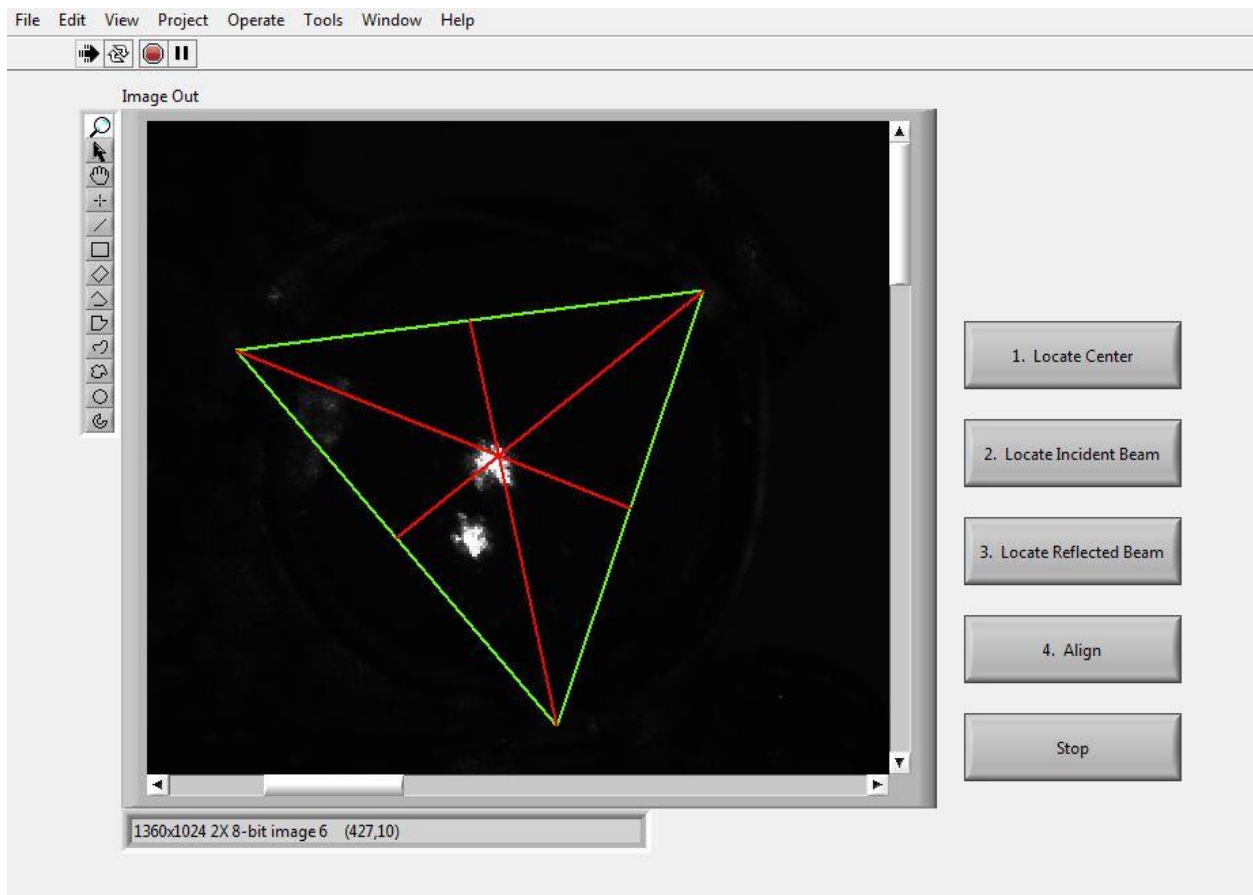 File Edit View Project Operate Tools Window Help
Image Out
1. Locate Center
2. Locate Incident Beam
3. Locate Reflected Beam
4. Align
Stop
1360x1024 2X 8-bit image 6 (427,10)